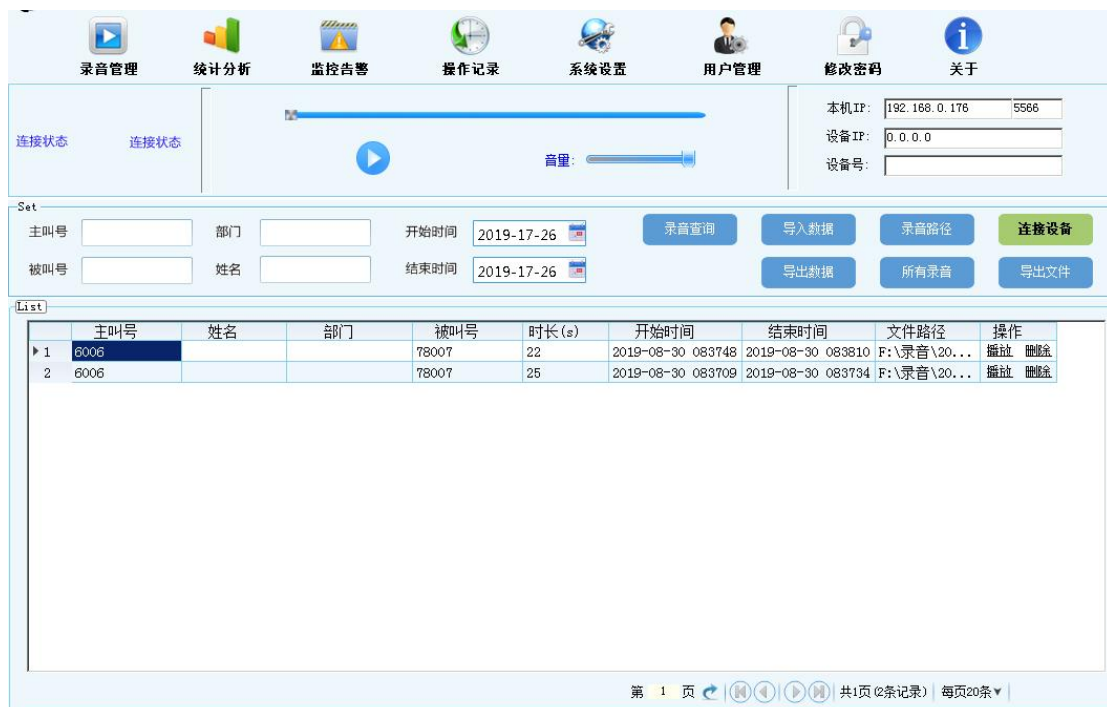 录音管理 统计分析 监控告警 操作记录 系统设置 用户管理 修改密码 关于
连接状态 连接状态
音量:
本机IP: 192.168.0.176 5566
设备IP: 0.0.0.0
设备号:
Set
主叫号 部门 开始时间 2019-17-26 录音查询 导入数据 录音路径 连接设备
被叫号 姓名 结束时间 2019-17-26 导出数据 所有录音 导出文件
List
主叫号 姓名 部门 被叫号 时长(s) 开始时间 结束时间 文件路径 操作
1 6006 78007 22 2019-08-30 083748 2019-08-30 083810 F:\录音\20... 播放 删除
2 6006 78007 25 2019-08-30 083709 2019-08-30 083734 F:\录音\20... 播放 删除
第 1 页 共1页(2条记录) 每页20条▼